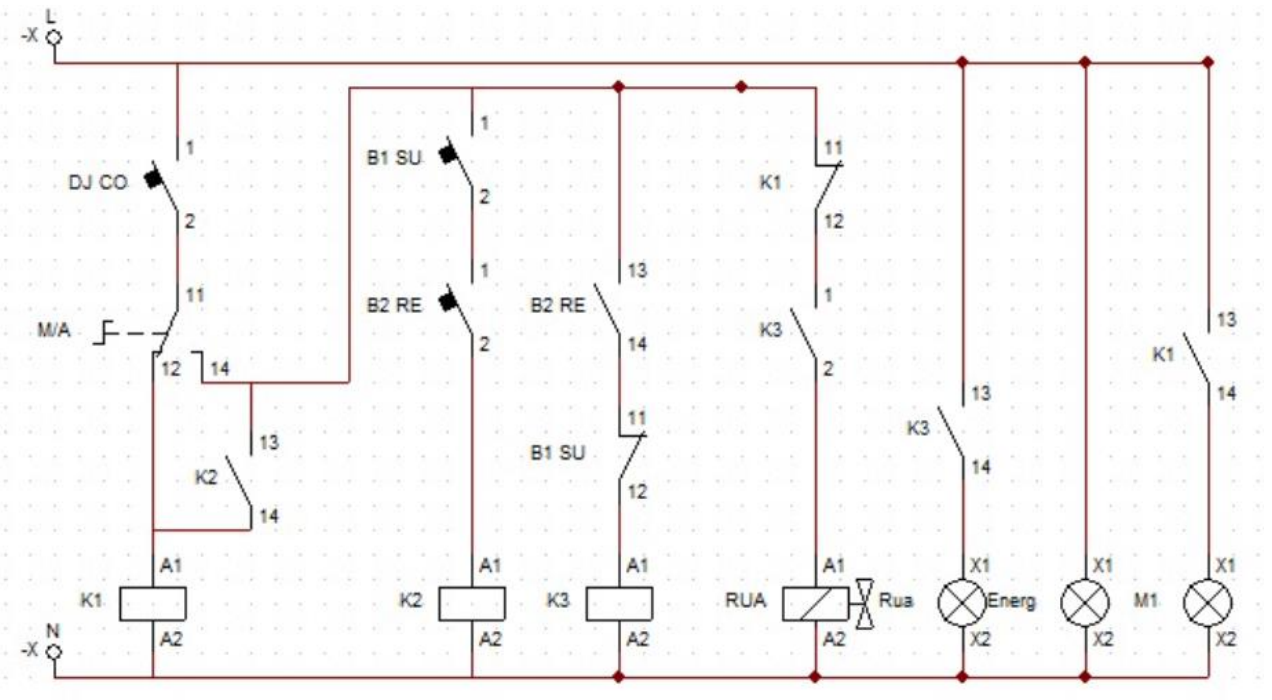 L
-X
1
DJ CO
2
11
M/A
12
14
13
K2
14
A1
K1
A2
N
-X
1
B1 SU
2
1
B2 RE
2
A1
K2
A2
13
B2 RE
14
11
B1 SU
12
A1
K3
A2
11
K1
12
1
K3
2
A1
RUA
A2
Rua
13
K3
14
X1
Energ
X2
X1
M1
X2
13
K1
14
X1
X2